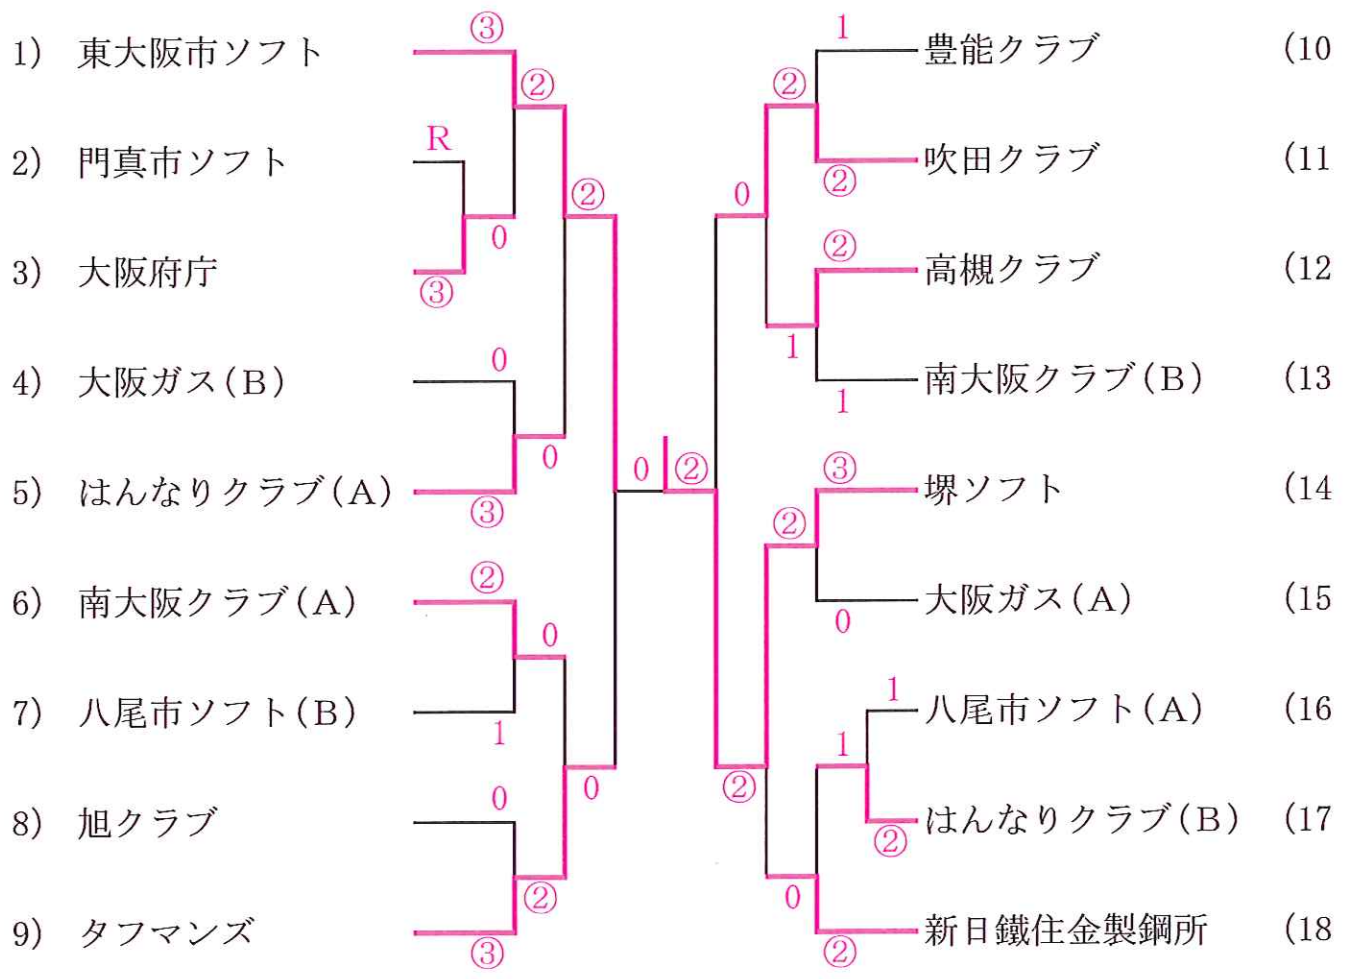 ③
1
1) 東大阪市ソフト
豊能クラブ (10
②
②
R
2) 門真市ソフト
吹田クラブ (11
②
②
0
0
②
3) 大阪府庁
高槻クラブ (12
③
1
0
4) 大阪ガス(B)
南大阪クラブ(B) (13
1
0
0
②
③
5) はんなりクラブ(A)
堺ソフト (14
③
②
②
6) 南大阪クラブ(A)
大阪ガス(A) (15
0
0
1
7) 八尾市ソフト(B)
八尾市ソフト(A) (16
1
1
0
0
②
8) 旭クラブ
はんなりクラブ(B) (17
②
②
0
9) タフマンズ
新日鐵住金製鋼所 (18
③
②